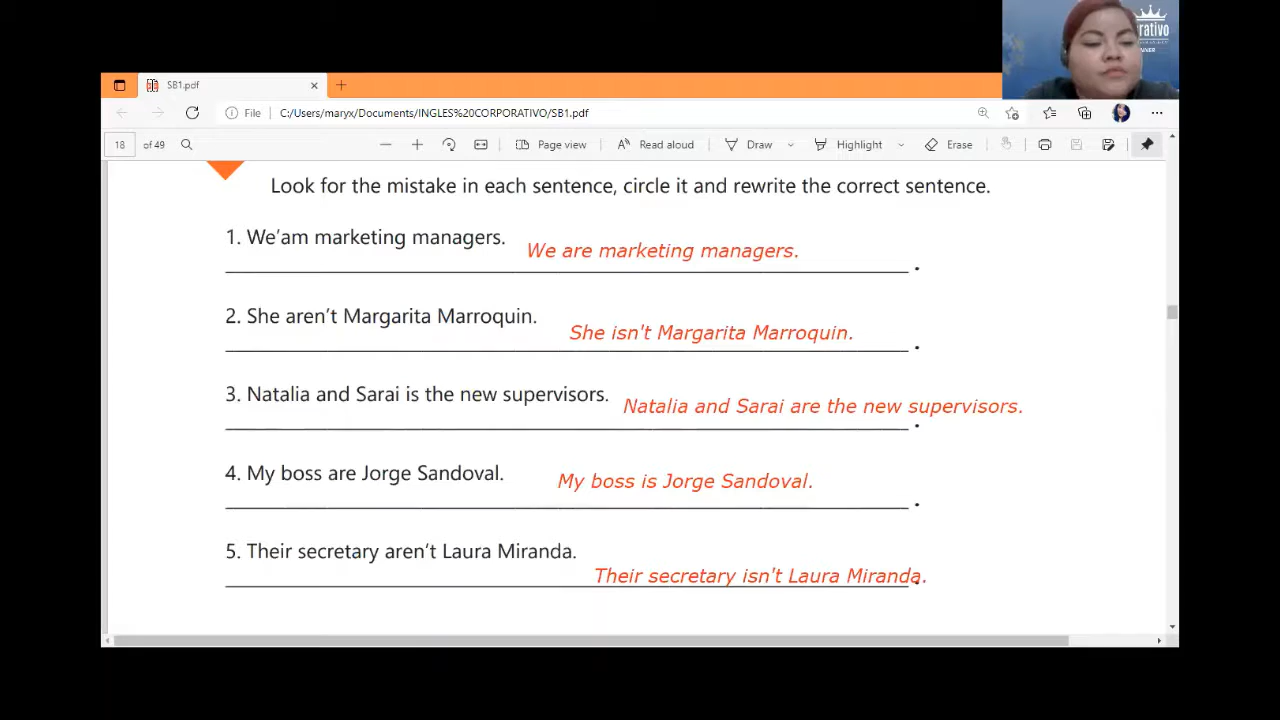 rativo
NNER
SB1.pdf
File C:/Users/maryx/Documents/INGLES%20CORPORATIVO/SB1.pdf
18 of 49 Page view Read aloud Draw Highlight Erase
Look for the mistake in each sentence, circle it and rewrite the correct sentence.
1. We'am marketing managers. We are marketing managers.
2. She aren't Margarita Marroquin. She isn't Margarita Marroquin.
3. Natalia and Sarai is the new supervisors. Natalia and Sarai are the new supervisors.
4. My boss are Jorge Sandoval. My boss is Jorge Sandoval.
5. Their secretary aren't Laura Miranda. Their secretary isn't Laura Miranda.